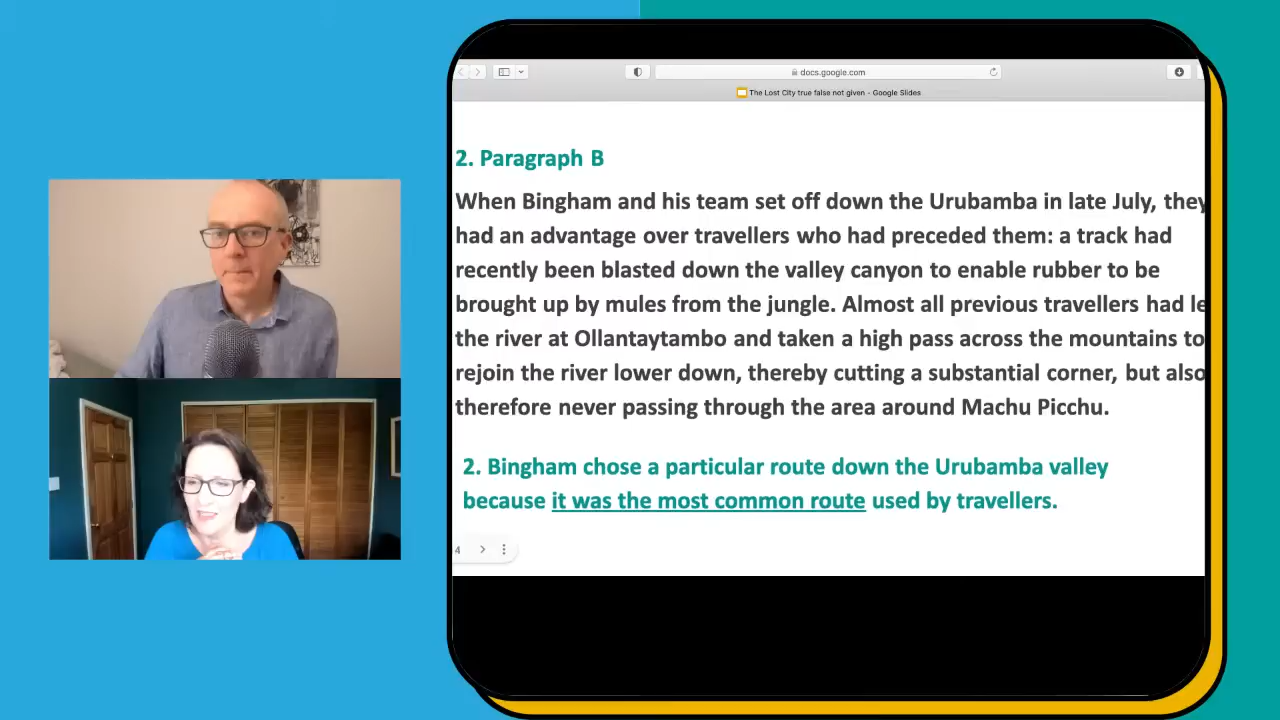 docs.google.com
The Lost City true false not given - Google Slides
2. Paragraph B
When Bingham and his team set off down the Urubamba in late July, they
had an advantage over travellers who had preceded them: a track had
recently been blasted down the valley canyon to enable rubber to be
brought up by mules from the jungle. Almost all previous travellers had le
the river at Ollantaytambo and taken a high pass across the mountains to
rejoin the river lower down, thereby cutting a substantial corner, but also
therefore never passing through the area around Machu Picchu.
2. Bingham chose a particular route down the Urubamba valley
because it was the most common route used by travellers.
4